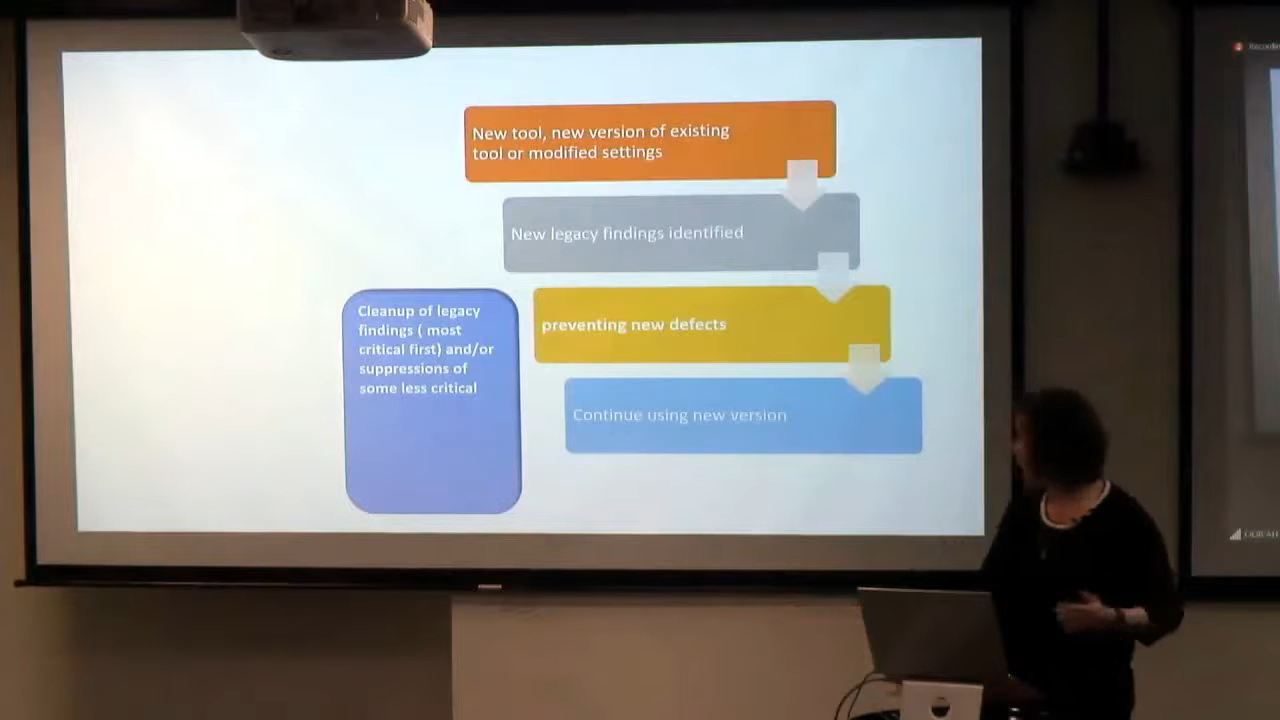 New tool, new version of existing
tool or modified settings
New legacy findings identified
preventing new defects
Continue using new version
Cleanup of legacy
findings ( most
critical first) and/or
suppressions of
some less critical